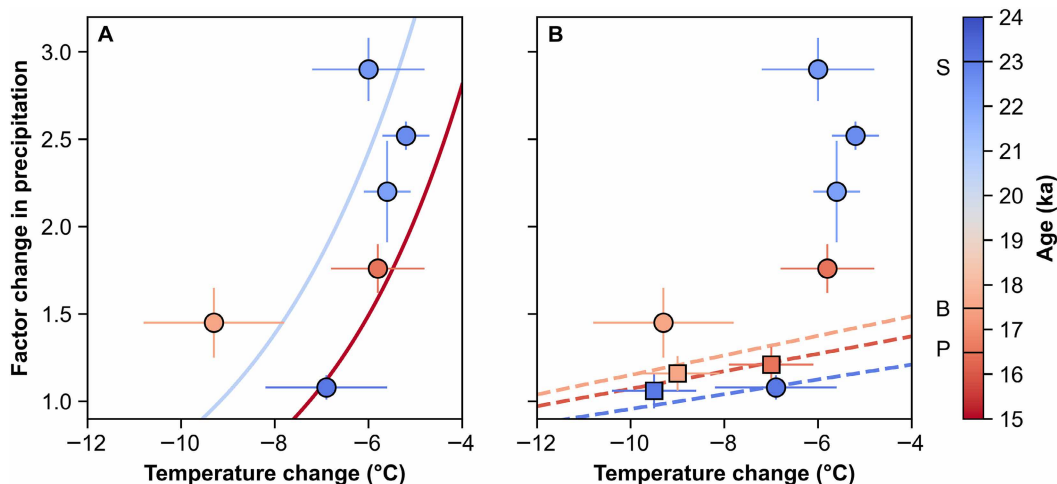 A
B
Factor change in precipitation
3.0
2.5
2.0
1.5
1.0
−12
−10
−8
−6
−4
Temperature change (°C)
−12
−10
−8
−6
−4
Temperature change (°C)
S
B
P
24
23
22
21
20
19
18
17
16
15
Age (ka)